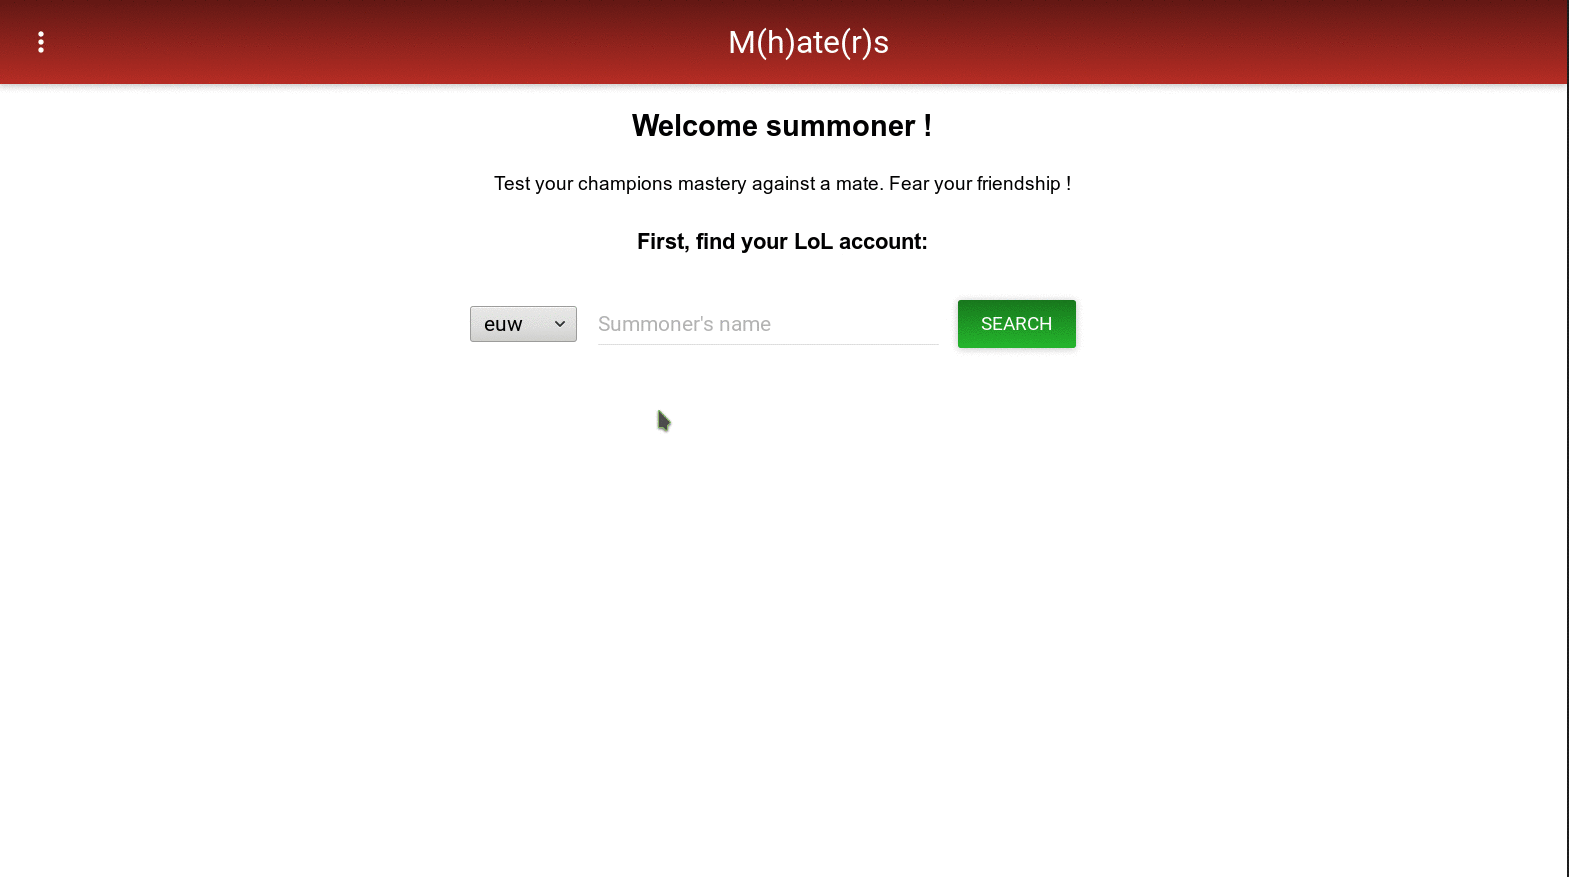 M(h)ate(r)s
Welcome summoner !
Test your champions mastery against a mate. Fear your friendship !
First, find your LoL account:
euw
Summoner's name
SEARCH